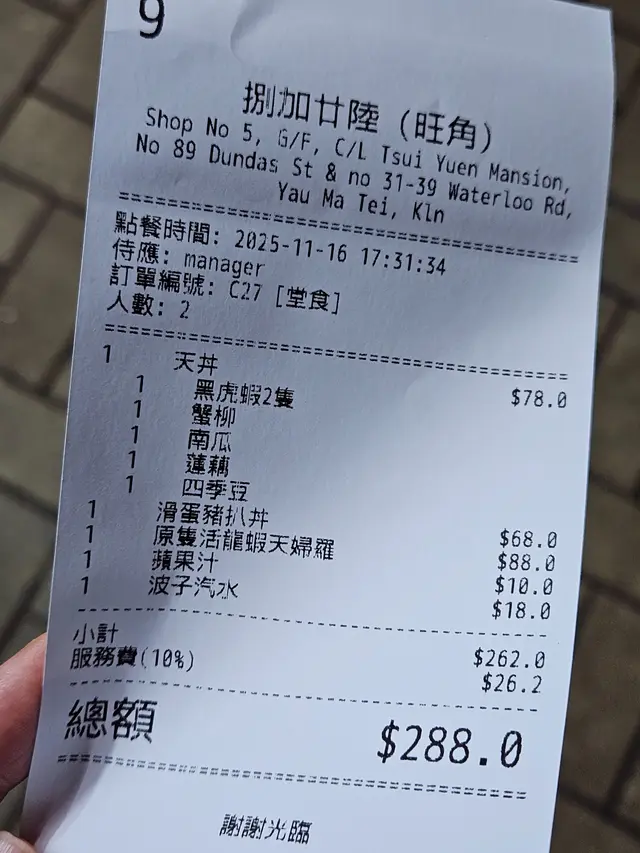 9
捌加廿陸 (旺角)
Shop No 5, G/F, C/L Tsui Yuen Mansion,
No 89 Dundas St & no 31-39 Waterloo Rd,
Yau Ma Tei, Kln
點餐時間: 2025-11-16 17:31:34
侍應: manager
訂單編號: C27 [堂食]
人數: 2
1 天丼 $78.0
1 黑虎蝦2隻
1 蟹柳
1 南瓜
1 蓮藕
1 四季豆
1 滑蛋豬扒丼 $68.0
1 原隻活龍蝦天婦羅 $88.0
1 蘋果汁 $10.0
1 波子汽水 $18.0
小計 $262.0
服務費(10%) $26.2
總額 $288.0
謝謝光臨